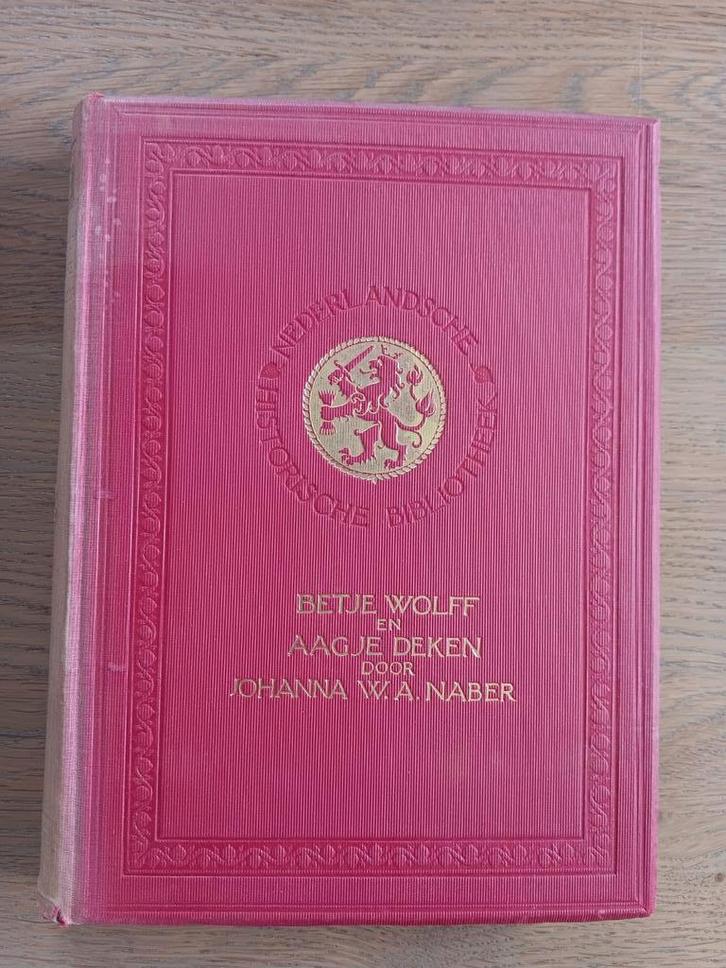 NEDERLANDSCHE
HISTORISCHE BIBLIOTHEEK
BETJE WOLFF
EN
AAGJE DEKEN
DOOR
JOHANNA W. A. NABER